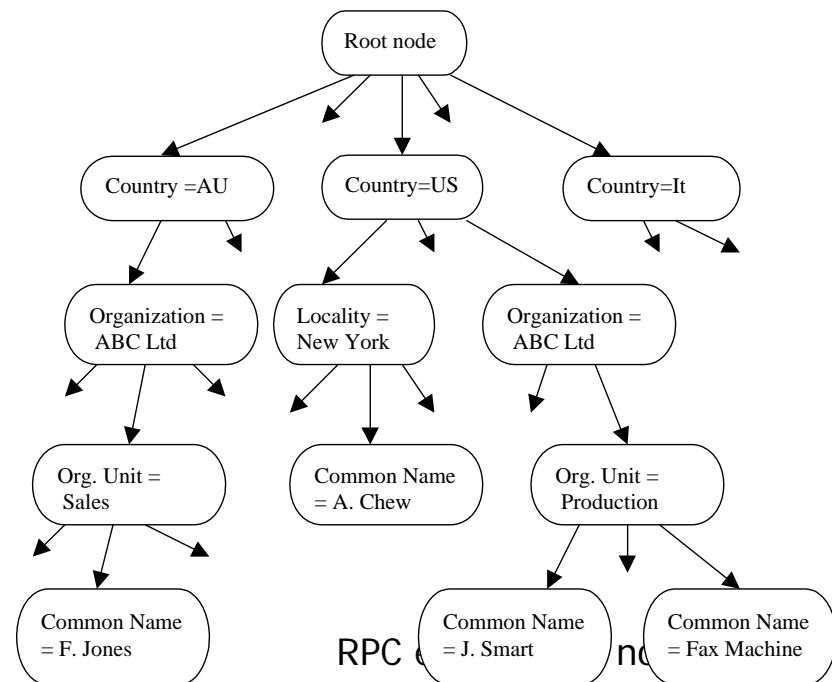 Root node
Country =AU
Country=US
Country=It
Organization =
ABC Ltd
Locality =
New York
Organization =
ABC Ltd
Org. Unit =
Sales
Common Name
= A. Chew
Org. Unit =
Production
Common Name
= F. Jones
Common Name
= J. Smart
Common Name
= Fax Machine
RPC